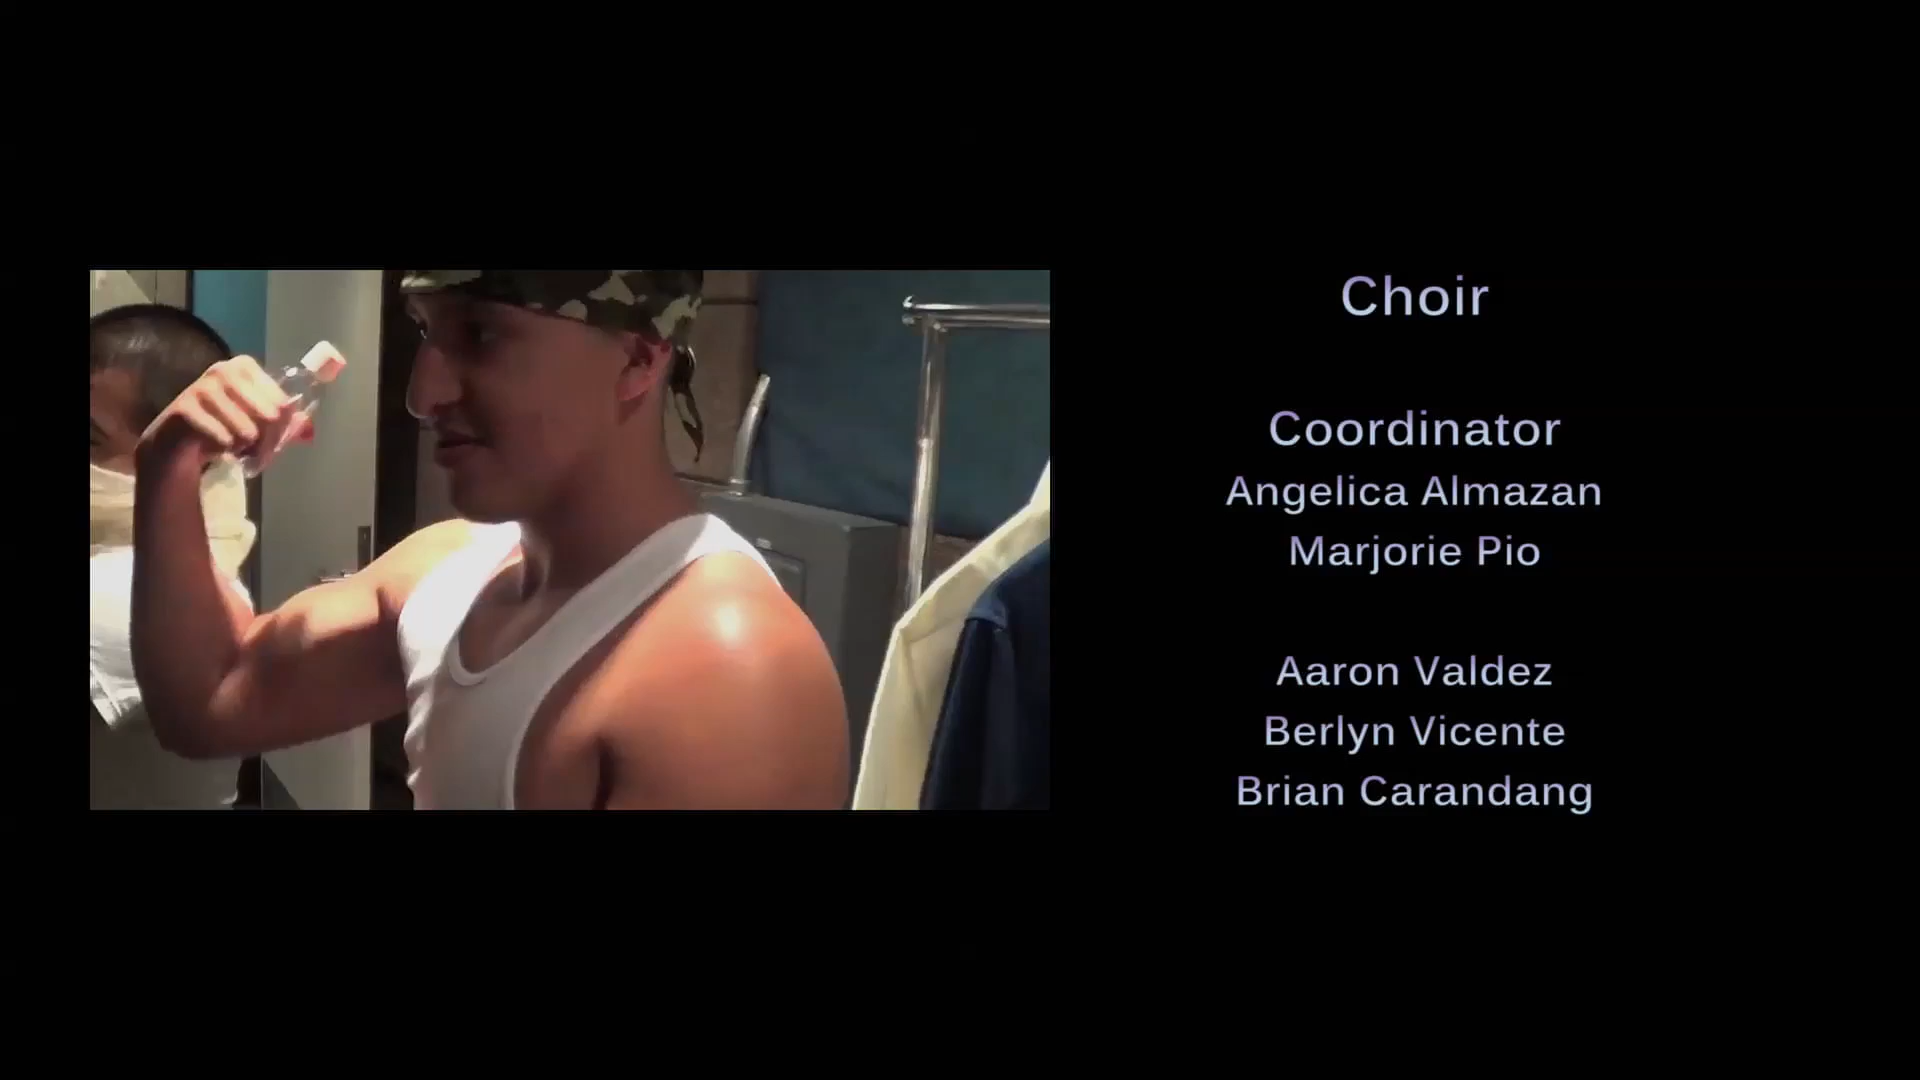 Choir
Coordinator
Angelica Almazan
Marjorie Pio
Aaron Valdez
Berlyn Vicente
Brian Carandang